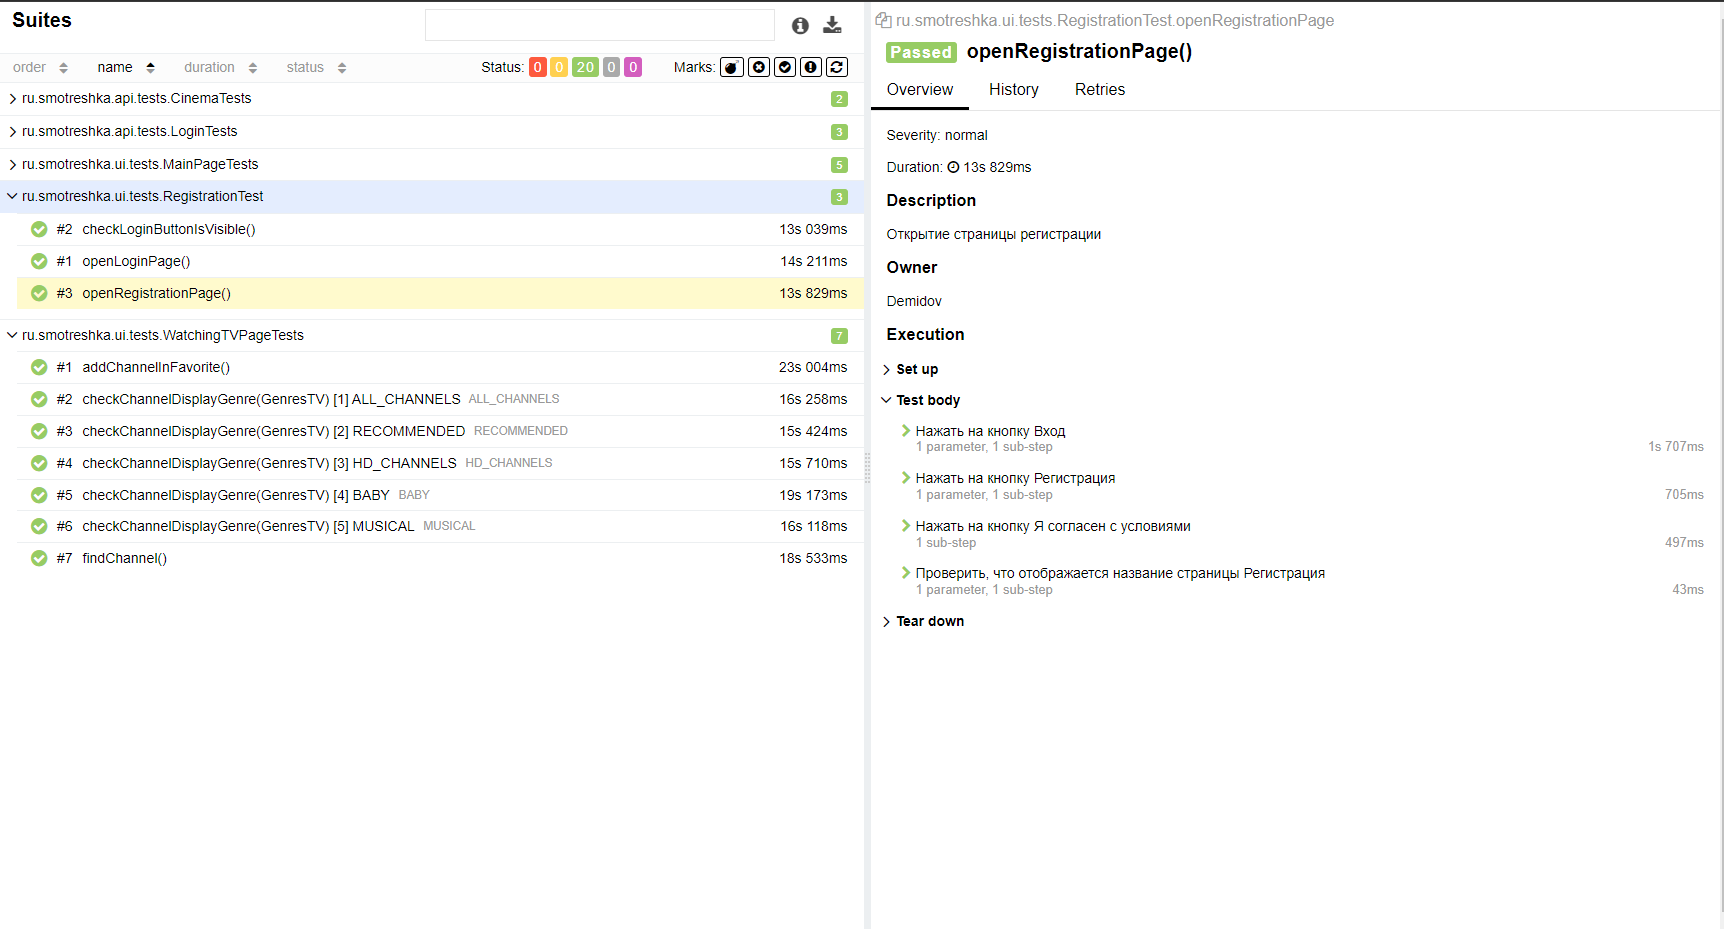 Suites
order name duration status Status: 0 0 20 0 0 Marks:
ru.smotreshka.api.tests.CinemaTests 2
ru.smotreshka.api.tests.LoginTests 3
ru.smotreshka.ui.tests.MainPageTests 5
ru.smotreshka.ui.tests.RegistrationTest 3
#2 checkLoginButtonIsVisible() 13s 039ms
#1 openLoginPage() 14s 211ms
#3 openRegistrationPage() 13s 829ms
ru.smotreshka.ui.tests.WatchingTVPageTests 7
#1 addChannelInFavorite() 23s 004ms
#2 checkChannelDisplayGenre(GenresTV) [1] ALL_CHANNELS ALL_CHANNELS 16s 258ms
#3 checkChannelDisplayGenre(GenresTV) [2] RECOMMENDED RECOMMENDED 15s 424ms
#4 checkChannelDisplayGenre(GenresTV) [3] HD_CHANNELS HD_CHANNELS 15s 710ms
#5 checkChannelDisplayGenre(GenresTV) [4] BABY BABY 19s 173ms
#6 checkChannelDisplayGenre(GenresTV) [5] MUSICAL MUSICAL 16s 118ms
#7 findChannel() 18s 533ms
ru.smotreshka.ui.tests.RegistrationTest.openRegistrationPage
Passed openRegistrationPage()
Overview History Retries
Severity: normal
Duration: 13s 829ms
Description
Открытие страницы регистрации
Owner
Demidov
Execution
Set up
Test body
Нажать на кнопку Вход
1 parameter, 1 sub-step 1s 707ms
Нажать на кнопку Регистрация
1 parameter, 1 sub-step 705ms
Нажать на кнопку Я согласен с условиями
1 sub-step 497ms
Проверить, что отображается название страницы Регистрация
1 parameter, 1 sub-step 43ms
Tear down